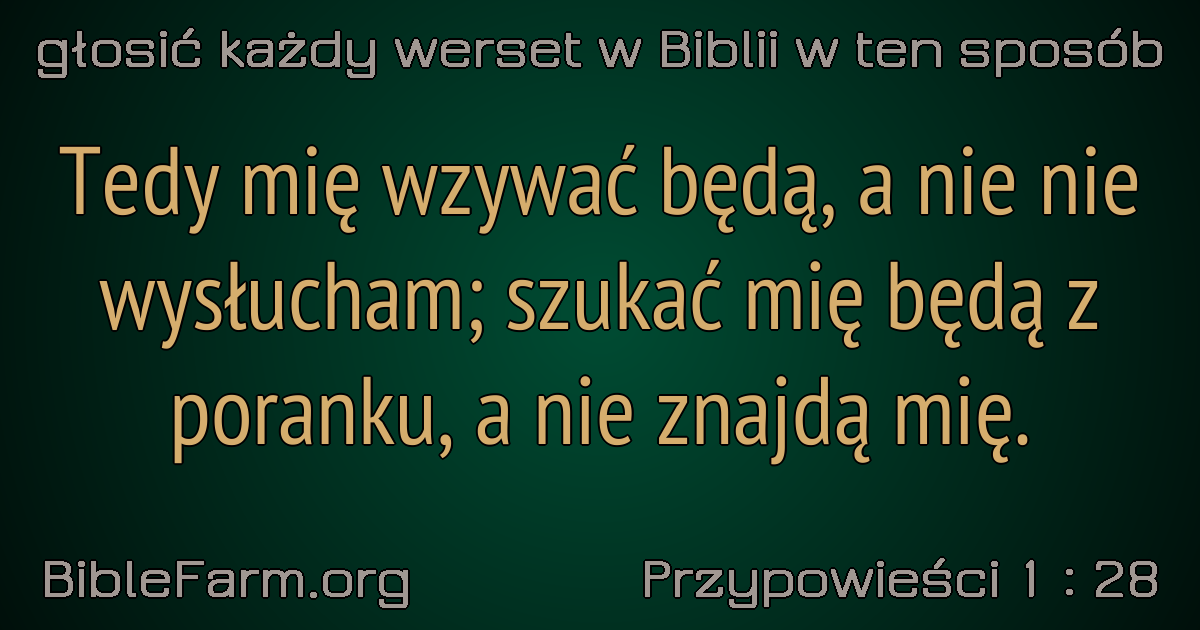 głosić każdy werset w Biblii w ten sposób
Tedy mię wzywać będą, a nie nie
wysłucham; szukać mię będą z
poranku, a nie znajdą mię.
BibleFarm.org
Przypowieści 1 : 28